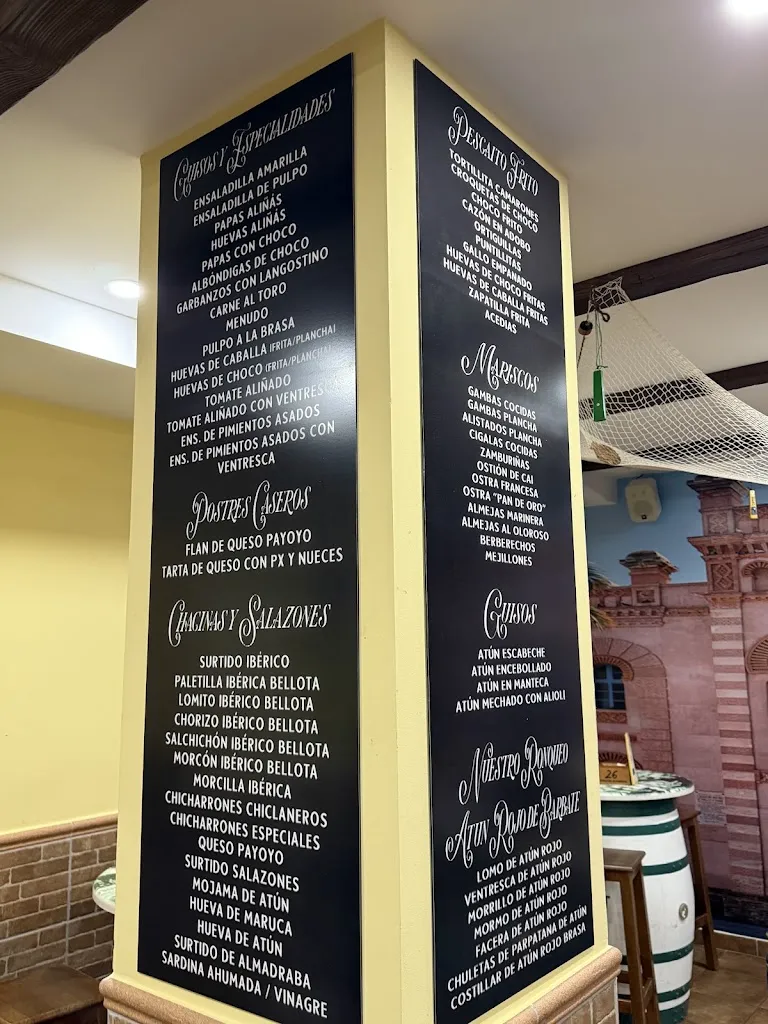 GUISOS Y ESPECIALIDADES
ENSALADILLA AMARILLA
ENSALADILLA DE PULPO
PAPAS ALIÑÁS
HUEVAS ALIÑÁS
PAPAS CON CHOCO
ALBÓNDIGAS DE CHOCO
GARBANZOS CON LANGOSTINO
CARNE AL TORO
MENUDO
PULPO A LA BRASA
HUEVAS DE CABALLA (FRITA/PLANCHA)
HUEVAS DE CHOCO (FRITA/PLANCHA)
TOMATE ALIÑADO
TOMATE ALIÑADO CON VENTRESCA
ENS. DE PIMIENTOS ASADOS
ENS. DE PIMIENTOS ASADOS CON
VENTRESCA
POSTRES CASEROS
FLAN DE QUESO PAYOYO
TARTA DE QUESO CON PX Y NUECES
CHACINAS Y SALAZONES
SURTIDO IBÉRICO
PALETILLA IBÉRICA BELLOTA
LOMITO IBÉRICO BELLOTA
CHORIZO IBÉRICO BELLOTA
SALCHICHÓN IBÉRICO BELLOTA
MORCÓN IBÉRICO BELLOTA
MORCILLA IBÉRICA
CHICHARRONES CHICLANEROS
CHICHARRONES ESPECIALES
QUESO PAYOYO
SURTIDO SALAZONES
MOJAMA DE ATÚN
HUEVA DE MARUCA
HUEVA DE ATÚN
SURTIDO DE ALMADRABA
SARDINA AHUMADA / VINAGRE
PESCAITO FRITO
TORTILLITA CAMARONES
CROQUETAS DE CHOCO
CHOCO FRITO
CAZÓN EN ADOBO
ORTIGUILLAS
PUNTILLITAS
GALLO EMPANADO
HUEVAS DE CHOCO FRITAS
HUEVAS DE CABALLA FRITAS
ZAPATILLA FRITA
ACEDIAS
MARISCOS
GAMBAS COCIDAS
GAMBAS PLANCHA
ALISTADOS PLANCHA
CIGALAS COCIDAS
ZAMBURIÑAS
OSTIÓN DE CAI
OSTRA FRANCESA
OSTRA "PAN DE ORO"
ALMEJAS MARINERA
ALMEJAS AL OLOROSO
BERBERECHOS
MEJILLONES
GUISOS
ATÚN ESCABECHE
ATÚN ENCEBOLLADO
ATÚN EN MANTECA
ATÚN MECHADO CON ALIOLI
NUESTRO RONQUEO
ATUN ROJO DE BARBATE
LOMO DE ATÚN ROJO
VENTRESCA DE ATÚN ROJO
MORRILLO DE ATÚN ROJO
MORMO DE ATÚN ROJO
FACERA DE ATÚN ROJO
CHULETAS DE PARPATANA DE ATÚN
COSTILLAR DE ATÚN ROJO BRASA
26